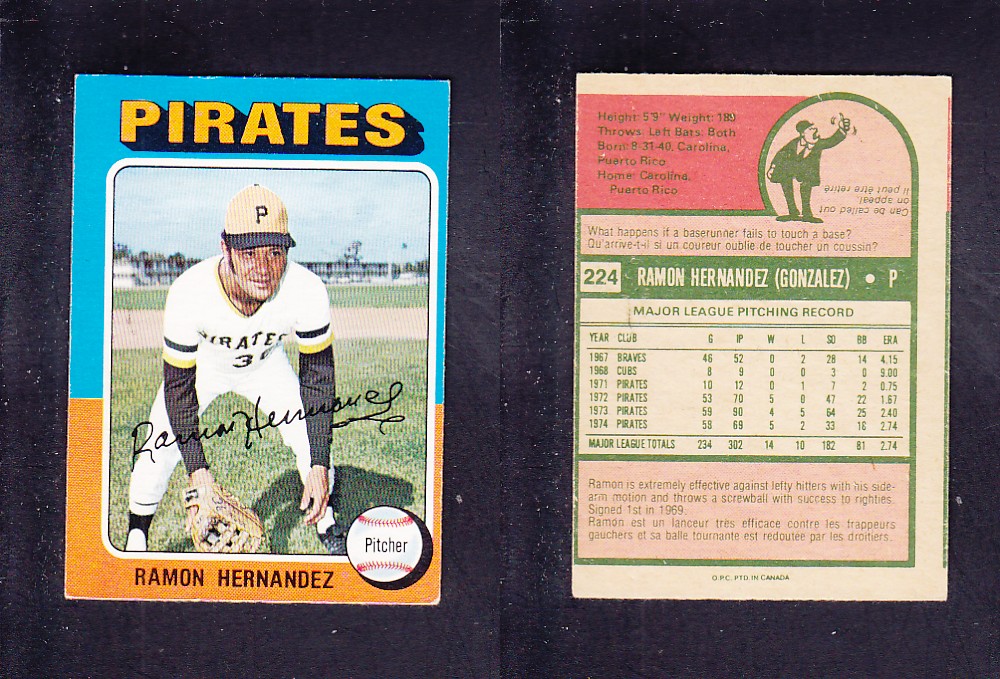 PIRATES
P
PIRATES
Ramon Hernandez
Pitcher
RAMON HERNANDEZ
Height: 5'9" Weight: 180
Throws: Left Bats: Both
Born: 8-31-40, Carolina,
Puerto Rico
Home: Carolina,
Puerto Rico
Can be called out
on appeal.
Il peut être retiré
What happens if a baserunner fails to touch a base?
Qu'arrive-t-il si un coureur oublie de toucher un coussin?
224 RAMON HERNANDEZ (GONZALEZ) • P
MAJOR LEAGUE PITCHING RECORD
YEAR CLUB G IP W L SO BB ERA
1967 BRAVES 46 52 0 2 28 14 4.15
1968 CUBS 8 9 0 0 3 0 9.00
1971 PIRATES 10 12 0 1 7 2 0.75
1972 PIRATES 53 70 5 0 47 22 1.67
1973 PIRATES 59 90 4 5 64 25 2.40
1974 PIRATES 58 69 5 2 33 16 2.74
MAJOR LEAGUE TOTALS 234 302 14 10 182 81 2.74
Ramon is extremely effective against lefty hitters with his side-
arm motion and throws a screwball with success to righties.
Signed 1st in 1969.
Ramón est un lanceur très efficace contre les frappeurs
gauchers et sa balle tournante est redoutée par les droitiers.
O.P.C. PTD. IN CANADA